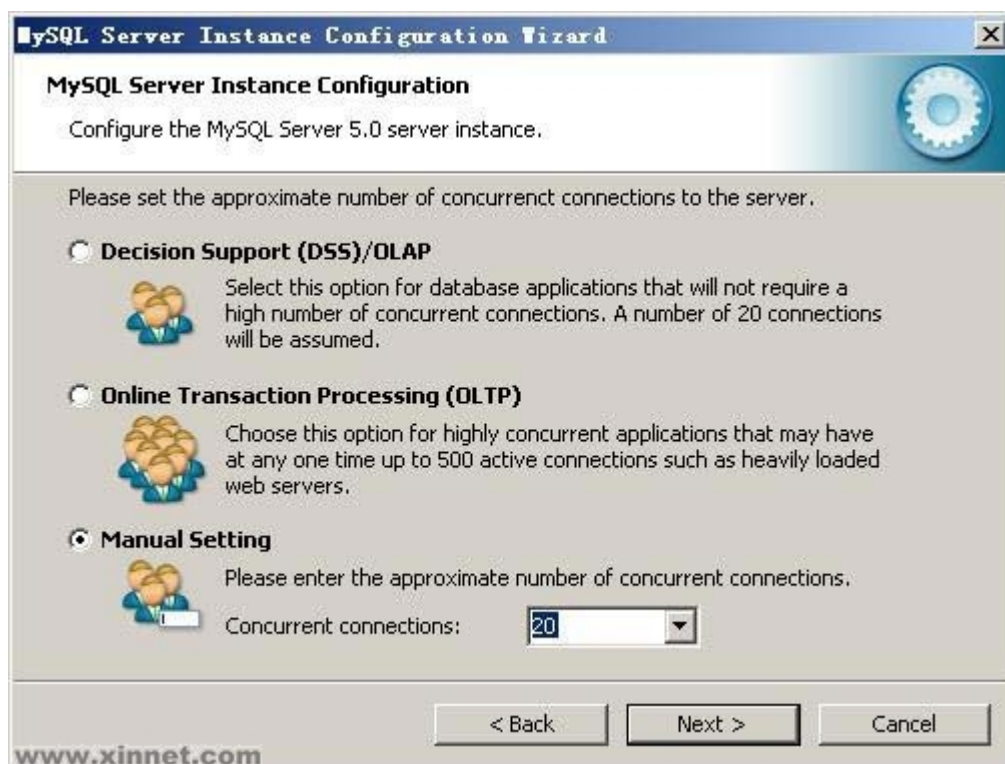 MySQL Server Instance Configuration Wizard
MySQL Server Instance Configuration
Configure the MySQL Server 5.0 server instance.
Please set the approximate number of concurrenct connections to the server.
Decision Support (DSS)/OLAP
Select this option for database applications that will not require a
high number of concurrent connections. A number of 20 connections
will be assumed.
Online Transaction Processing (OLTP)
Choose this option for highly concurrent applications that may have
at any one time up to 500 active connections such as heavily loaded
web servers.
Manual Setting
Please enter the approximate number of concurrent connections.
Concurrent connections: 20
< Back Next > Cancel
www.xinnet.com